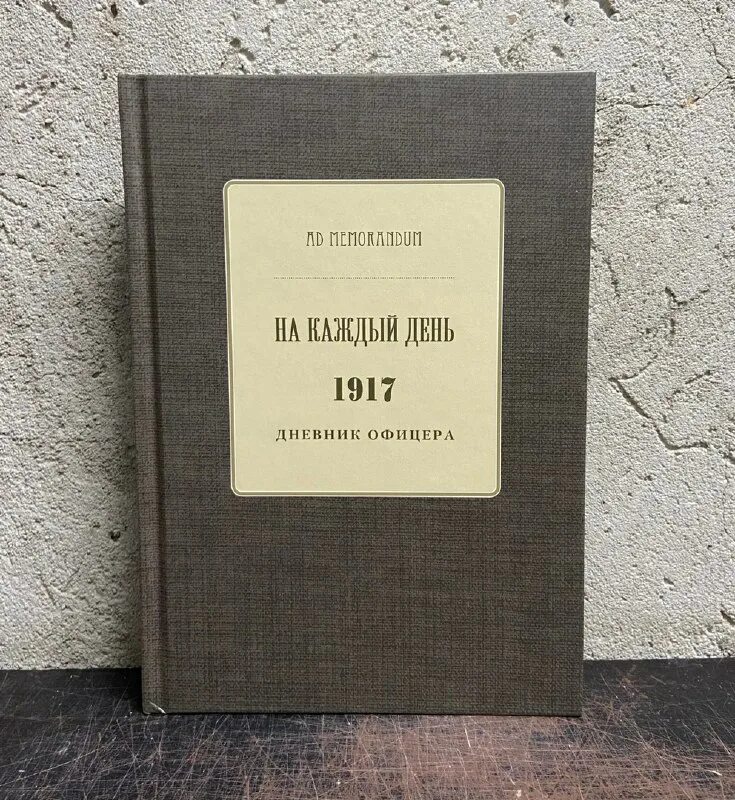 AD MEMORANDUM
НА КАЖДЫЙ ДЕНЬ
1917
ДНЕВНИК ОФИЦЕРА